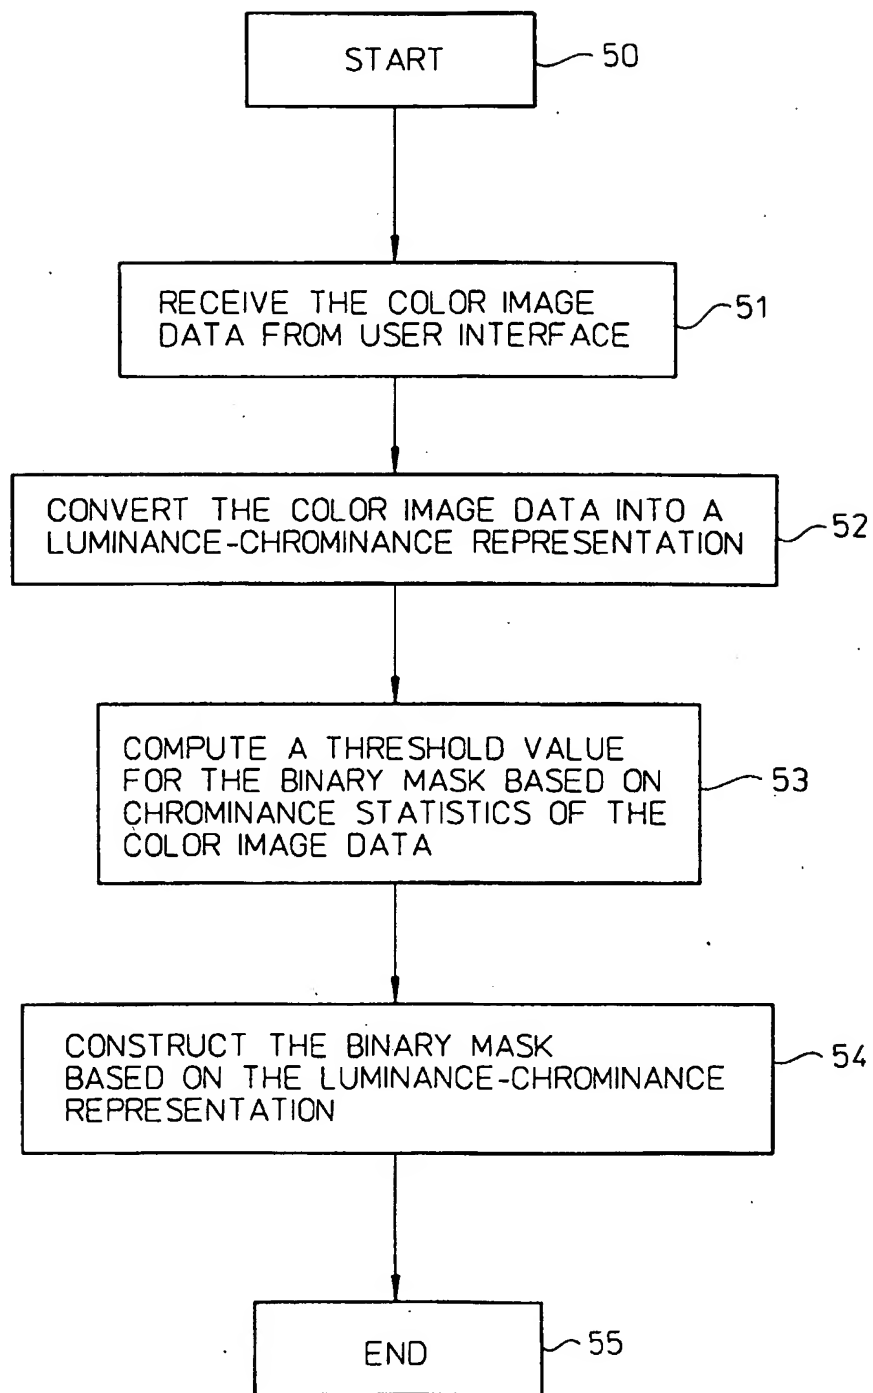 START
50
RECEIVE THE COLOR IMAGE
DATA FROM USER INTERFACE
51
CONVERT THE COLOR IMAGE DATA INTO A
LUMINANCE-CHROMINANCE REPRESENTATION
52
COMPUTE A THRESHOLD VALUE
FOR THE BINARY MASK BASED ON
CHROMINANCE STATISTICS OF THE
COLOR IMAGE DATA
53
CONSTRUCT THE BINARY MASK
BASED ON THE LUMINANCE-CHROMINANCE
REPRESENTATION
54
END
55